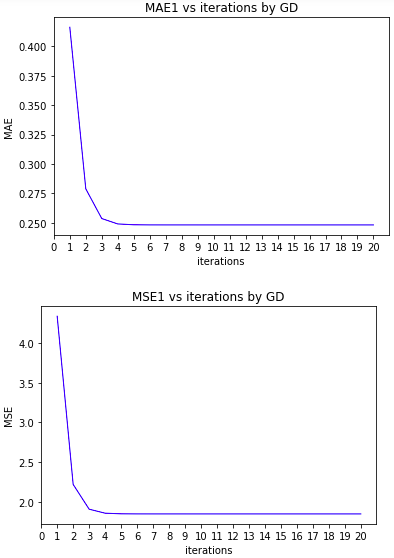 MAE1 vs iterations by GD
0.400
0.375
0.350
0.325
0.300
0.275
0.250
MAE
0 1 2 3 4 5 6 7 8 9 10 11 12 13 14 15 16 17 18 19 20
iterations
MSE1 vs iterations by GD
4.0
3.5
3.0
2.5
2.0
MSE
0 1 2 3 4 5 6 7 8 9 10 11 12 13 14 15 16 17 18 19 20
iterations